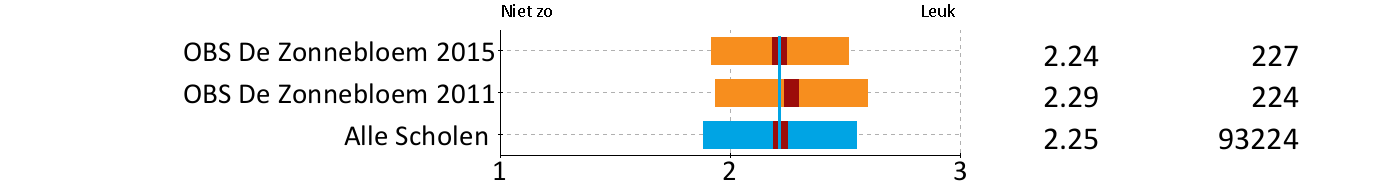 Niet zo Leuk
OBS De Zonnebloem 2015 2.24 227
OBS De Zonnebloem 2011 2.29 224
Alle Scholen 2.25 93224
1 2 3